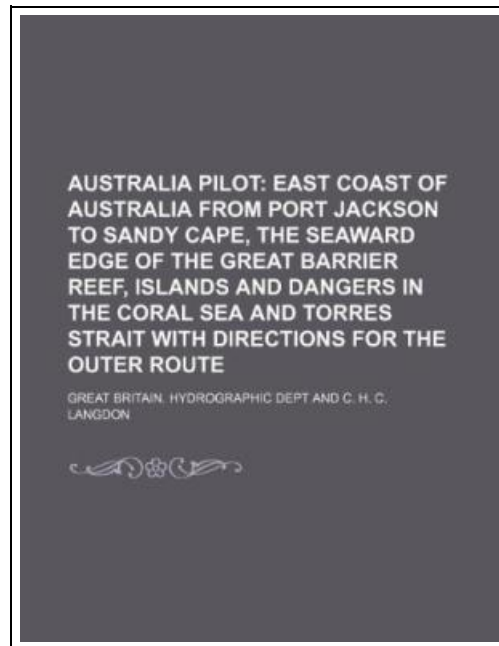 AUSTRALIA PILOT: EAST COAST OF
AUSTRALIA FROM PORT JACKSON
TO SANDY CAPE, THE SEAWARD
EDGE OF THE GREAT BARRIER
REEF, ISLANDS AND DANGERS IN
THE CORAL SEA AND TORRES
STRAIT WITH DIRECTIONS FOR THE
OUTER ROUTE
GREAT BRITAIN. HYDROGRAPHIC DEPT AND C. H. C.
LANGDON